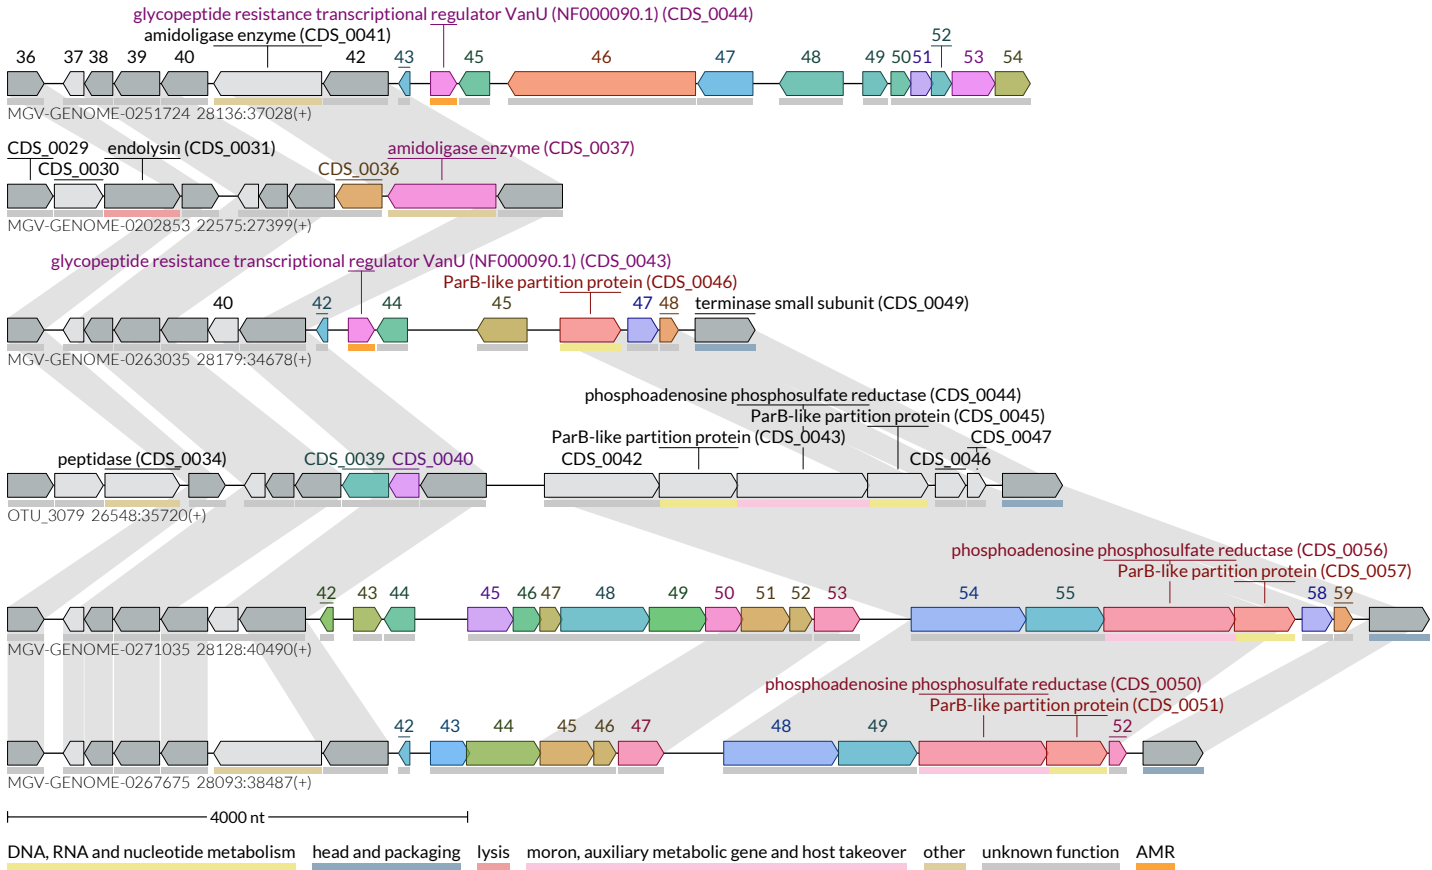 glycopeptide resistance transcriptional regulator VanU (NF000090.1) (CDS_0044)
amidoligase enzyme (CDS_0041) 52
36 37 38 39 40 42 43 45 46 47 48 49 50 51 53 54
MGV-GENOME-0251724 28136:37028(+)
CDS_0029 endolysin (CDS_0031) amidoligase enzyme (CDS_0037)
CDS_0030 CDS_0036
MGV-GENOME-0202853 22575:27399(+)
glycopeptide resistance transcriptional regulator VanU (NF000090.1) (CDS_0043)
ParB-like partition protein (CDS_0046)
40 42 44 45 47 48 terminase small subunit (CDS_0049)
MGV-GENOME-0263035 28179:34678(+)
phosphoadenosine phosphosulfate reductase (CDS_0044)
ParB-like partition protein (CDS_0045)
ParB-like partition protein (CDS_0043) CDS_0047
peptidase (CDS_0034) CDS_0039 CDS_0040 CDS_0042 CDS_0046
OTU_3079 26548:35720(+)
phosphoadenosine phosphosulfate reductase (CDS_0056)
ParB-like partition protein (CDS_0057)
42 43 44 45 46 47 48 49 50 51 52 53 54 55 58 59
MGV-GENOME-0271035 28128:40490(+)
phosphoadenosine phosphosulfate reductase (CDS_0050)
ParB-like partition protein (CDS_0051)
42 43 44 45 46 47 48 49 52
MGV-GENOME-0267675 28093:38487(+)
4000 nt
DNA, RNA and nucleotide metabolism head and packaging lysis moron, auxiliary metabolic gene and host takeover other unknown function AMR